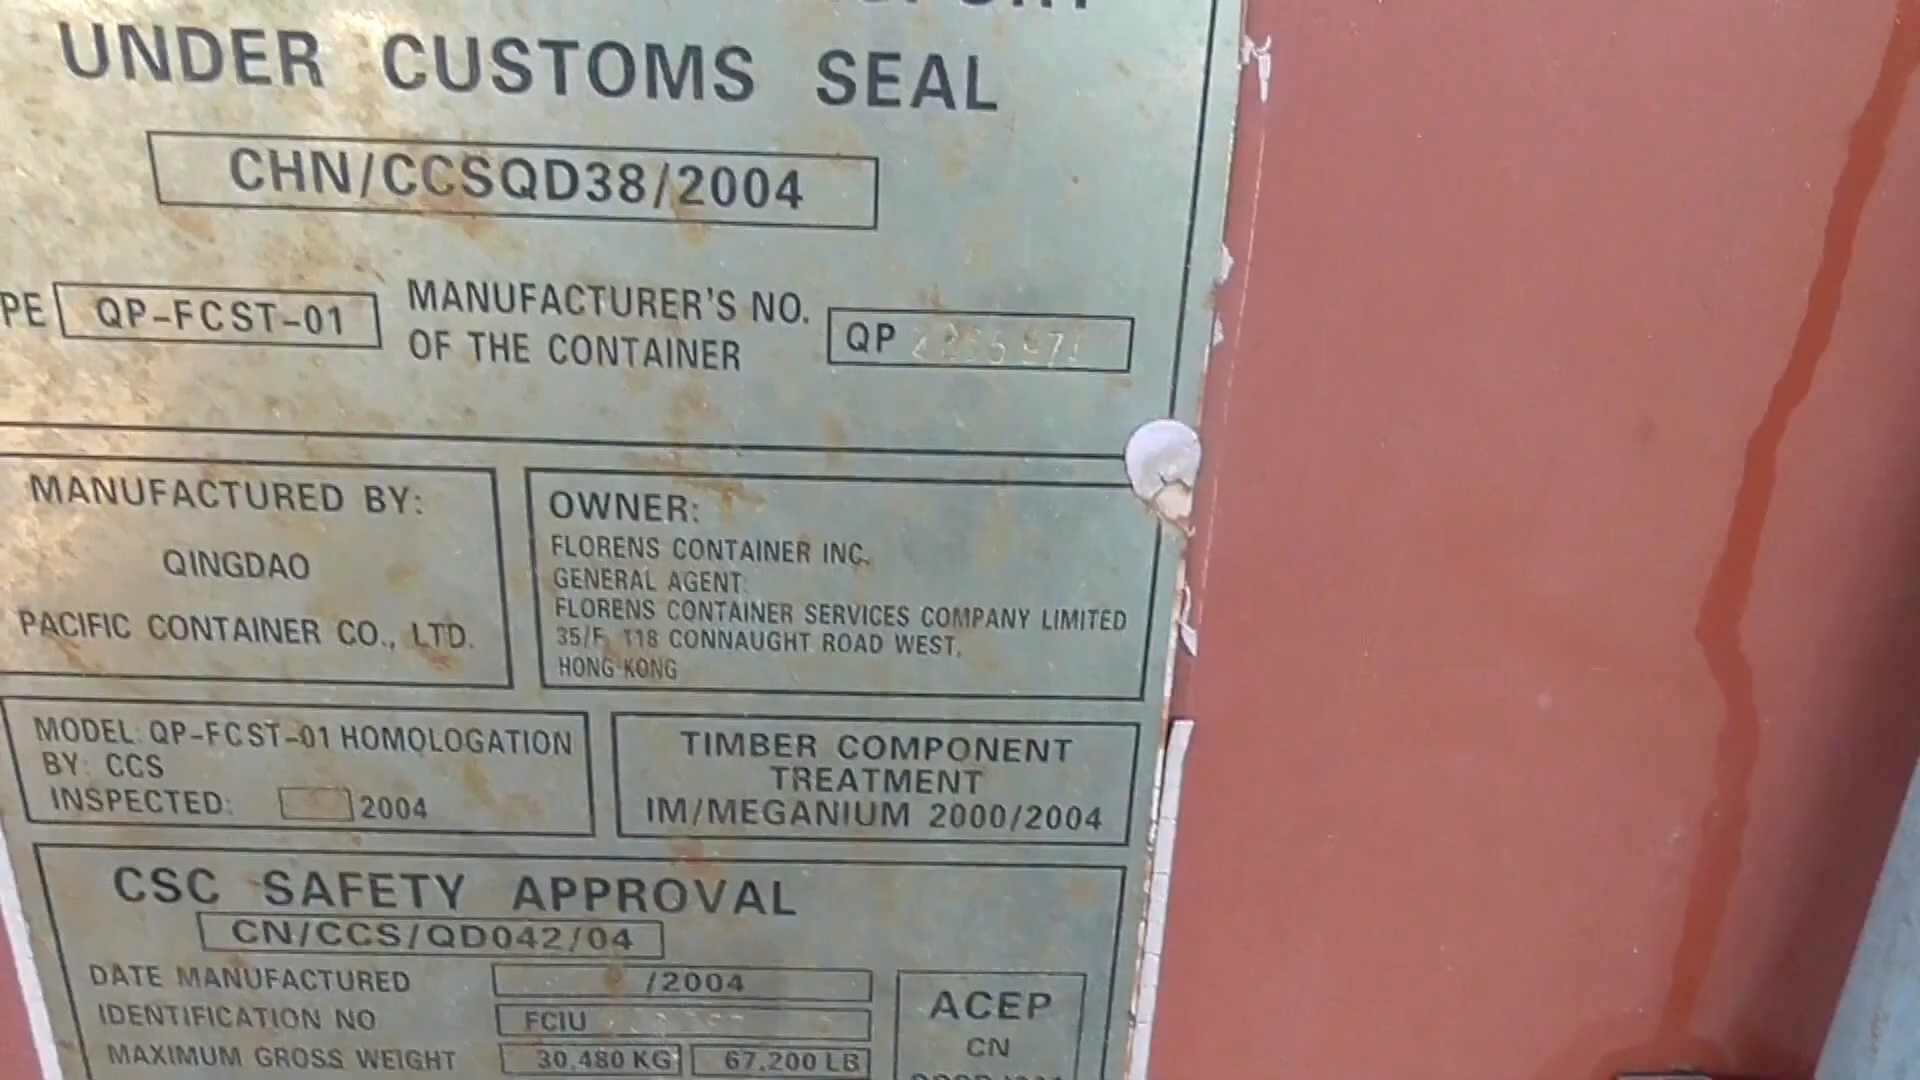 UNDER CUSTOMS SEAL
CHN/CCSQD38/2004
PE QP-FCST-01 MANUFACTURER'S NO.
OF THE CONTAINER QP
MANUFACTURED BY:
QINGDAO
PACIFIC CONTAINER CO., LTD.
OWNER:
FLORENS CONTAINER INC.
GENERAL AGENT:
FLORENS CONTAINER SERVICES COMPANY LIMITED
35/F, 118 CONNAUGHT ROAD WEST,
HONG KONG
MODEL: QP-FCST-01 HOMOLOGATION
BY: CCS
INSPECTED: 2004
TIMBER COMPONENT
TREATMENT
IM/MEGANIUM 2000/2004
CSC SAFETY APPROVAL
CN/CCS/QD042/04
DATE MANUFACTURED /2004
IDENTIFICATION NO FCIU
MAXIMUM GROSS WEIGHT 30,480 KG 67,200 LB
ACEP
CN